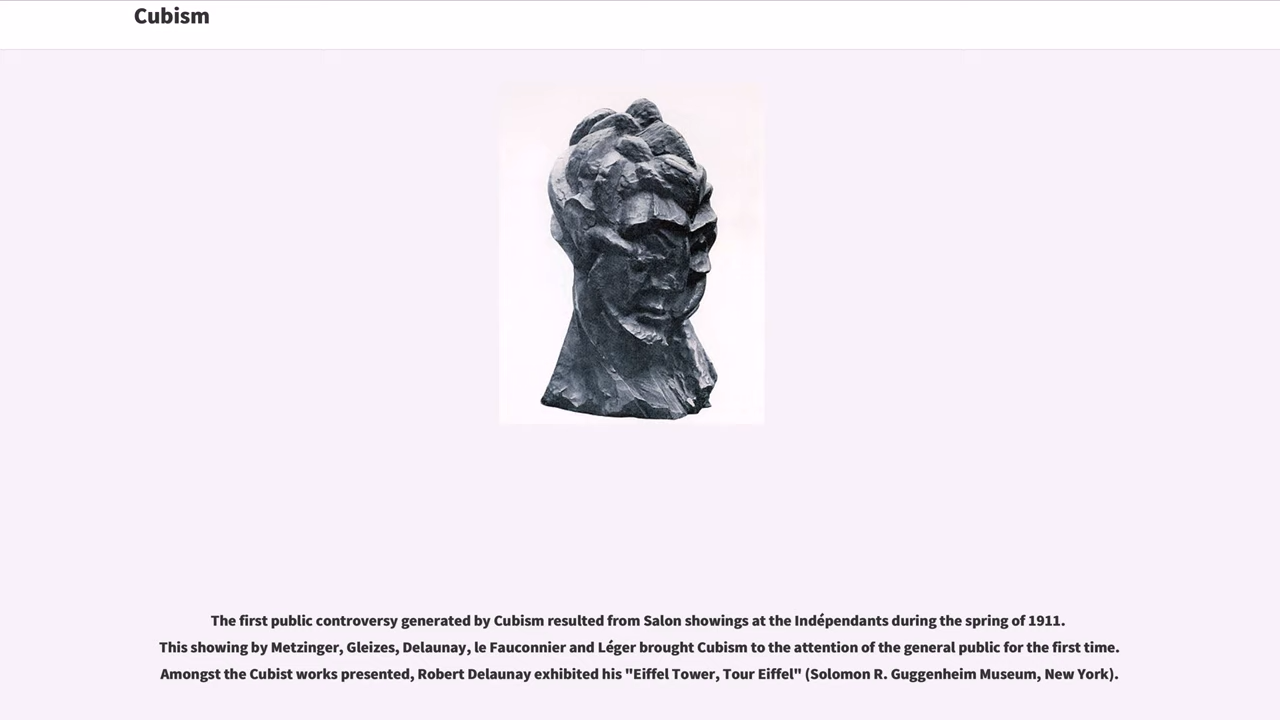 Cubism
The first public controversy generated by Cubism resulted from Salon showings at the Indépendants during the spring of 1911.
This showing by Metzinger, Gleizes, Delaunay, le Fauconnier and Léger brought Cubism to the attention of the general public for the first time.
Amongst the Cubist works presented, Robert Delaunay exhibited his "Eiffel Tower, Tour Eiffel" (Solomon R. Guggenheim Museum, New York).